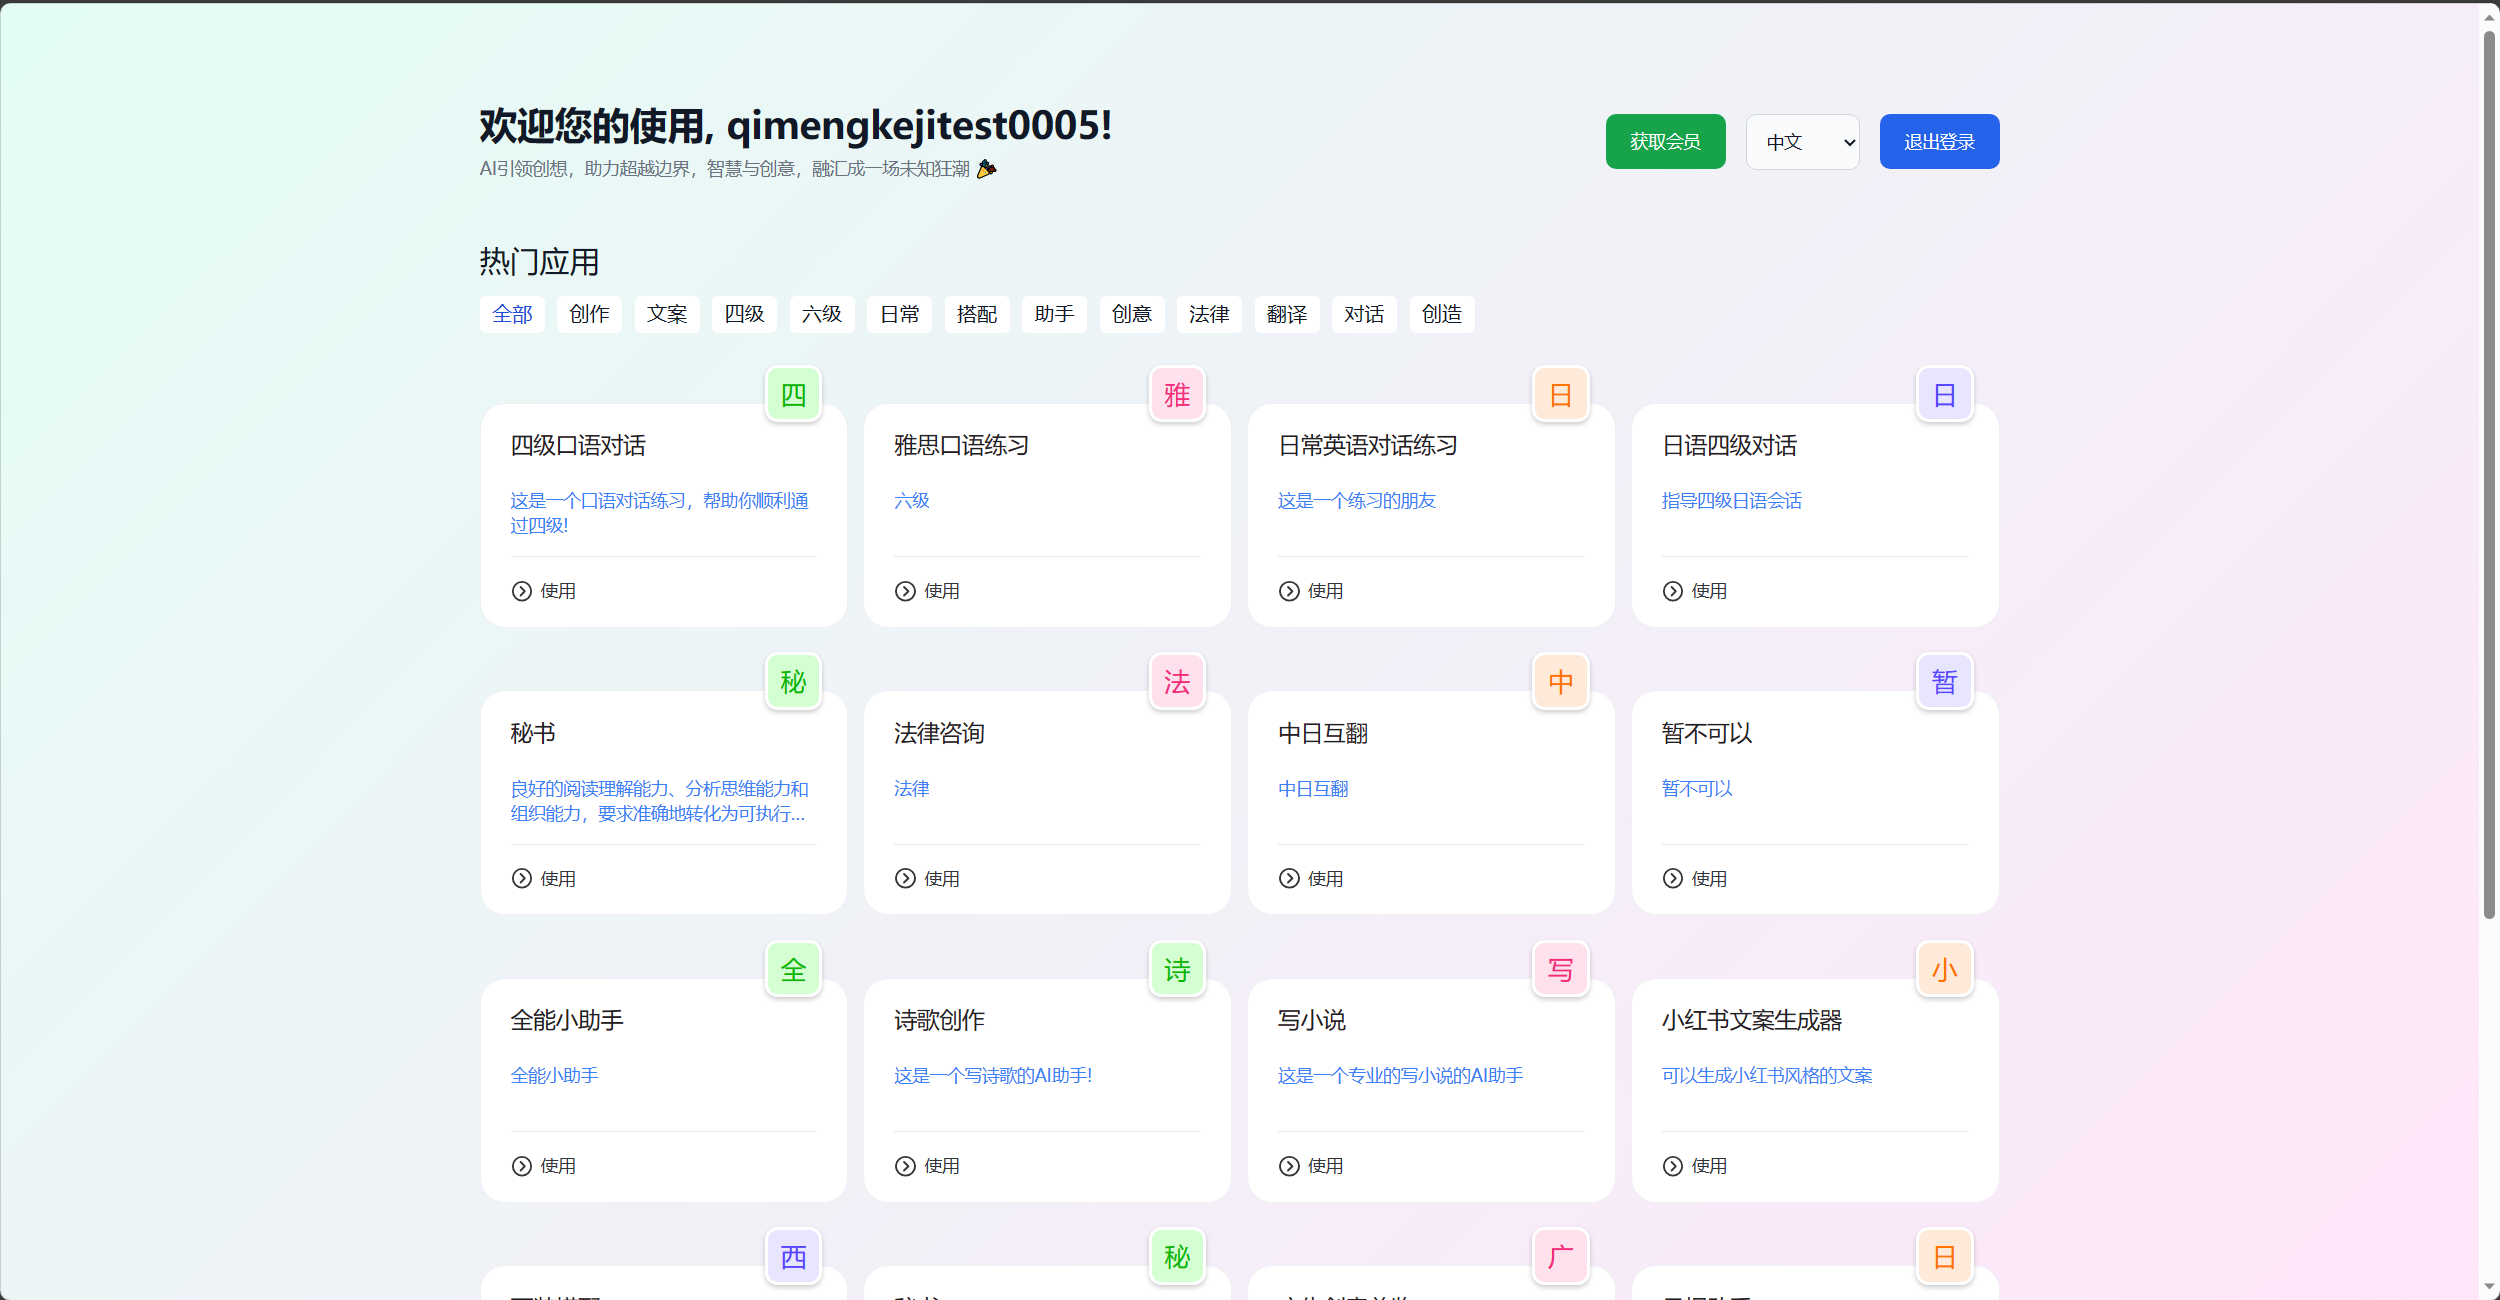 欢迎您的使用, qimengkejitest0005!
AI引领创想，助力超越边界，智慧与创意，融汇成一场未知狂潮 🎉
获取会员
中文
退出登录
热门应用
全部 创作 文案 四级 六级 日常 搭配 助手 创意 法律 翻译 对话 创造
四
四级口语对话
这是一个口语对话练习，帮助你顺利通
过四级!
使用
雅
雅思口语练习
六级
使用
日
日常英语对话练习
这是一个练习的朋友
使用
日
日语四级对话
指导四级日语会话
使用
秘
秘书
良好的阅读理解能力、分析思维能力和
组织能力，要求准确地转化为可执行...
使用
法
法律咨询
法律
使用
中
中日互翻
中日互翻
使用
暂
暂不可以
暂不可以
使用
全
全能小助手
全能小助手
使用
诗
诗歌创作
这是一个写诗歌的AI助手!
使用
写
写小说
这是一个专业的写小说的AI助手
使用
小
小红书文案生成器
可以生成小红书风格的文案
使用
西
秘
广
日